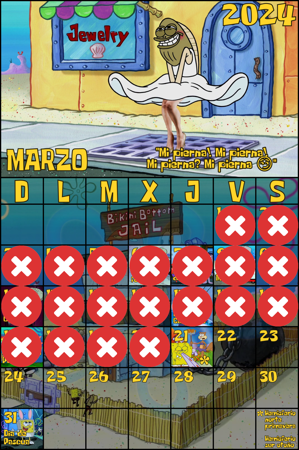 2024
Jewelry
"Mi pierna! Mi pierna!
Mi pierna? Mi pierna 😏"
MARZO
D L M X J V S
Bikini Bottom
JAIL
21 22 23
24 25 26 27 28 29 30
31
Día de
Pascua